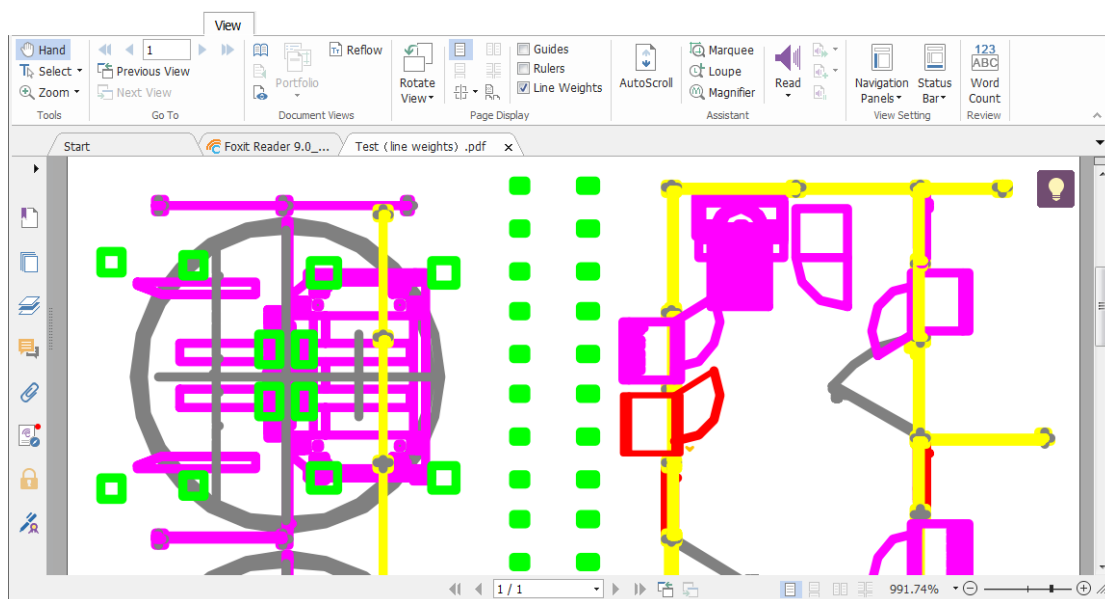 View
Hand
Select
Zoom
Tools
1
Previous View
Next View
Go To
Portfolio
Reflow
Document Views
Rotate
View
Guides
Rulers
Line Weights
Page Display
AutoScroll
Marquee
Loupe
Magnifier
Read
Assistant
Navigation
Panels
Status
Bar
View Setting
123
ABC
Word
Count
Review
Start
Foxit Reader 9.0_...
Test (line weights) .pdf
1 / 1
991.74%